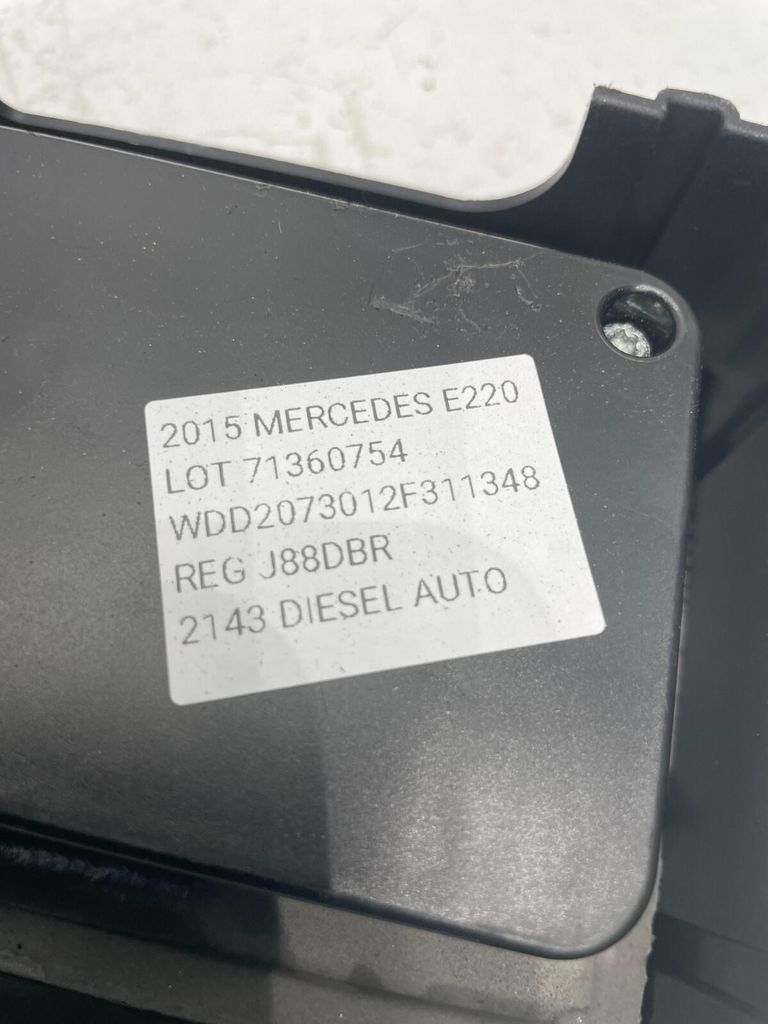 2015 MERCEDES E220
LOT 71360754
WDD2073012F311348
REG J88DBR
2143 DIESEL AUTO